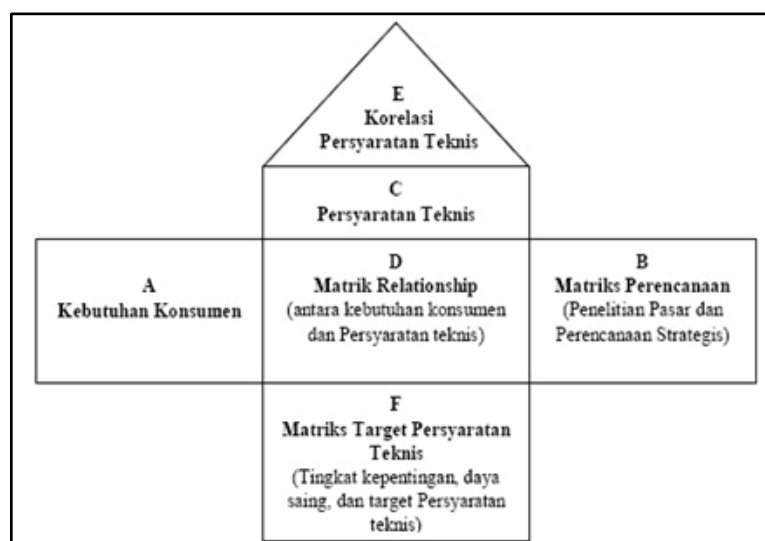 E
Korelasi
Persyaratan Teknis
C
Persyaratan Teknis
A
Kebutuhan Konsumen
D
Matrik Relationship
(antara kebutuhan konsumen
dan Persyaratan teknis)
B
Matriks Perencanaan
(Penelitian Pasar dan
Perencanaan Strategis)
F
Matriks Target Persyaratan
Teknis
(Tingkat kepentingan, daya
saing, dan target Persyaratan
teknis)